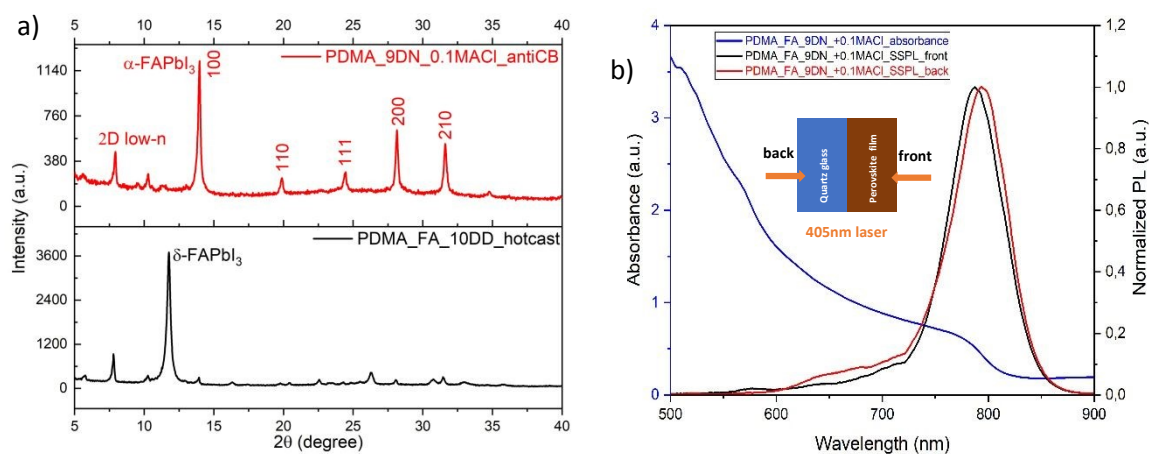 a)
5 10 15 20 25 30 35 40
PDMA_9DN_0.1MACl_antiCB
α-FAPbI3
100
2D low-n
110
111
200
210
1140
760
380
0
PDMA_FA_10DD_hotcast
δ-FAPbI3
3600
2400
1200
0
Intensity (a.u.)
5 10 15 20 25 30 35 40
2θ (degree)
b)
PDMA_FA_9DN_+0.1MACl_absorbance
PDMA_FA_9DN_+0.1MACl_SSPL_front
PDMA_FA_9DN_+0.1MACl_SSPL_back
back
Quartz glass
Perovskite film
front
405nm laser
4
3
2
1
0
Absorbance (a.u.)
1,2
1,0
0,8
0,6
0,4
0,2
0,0
Normalized PL (a.u.)
500 600 700 800 900
Wavelength (nm)